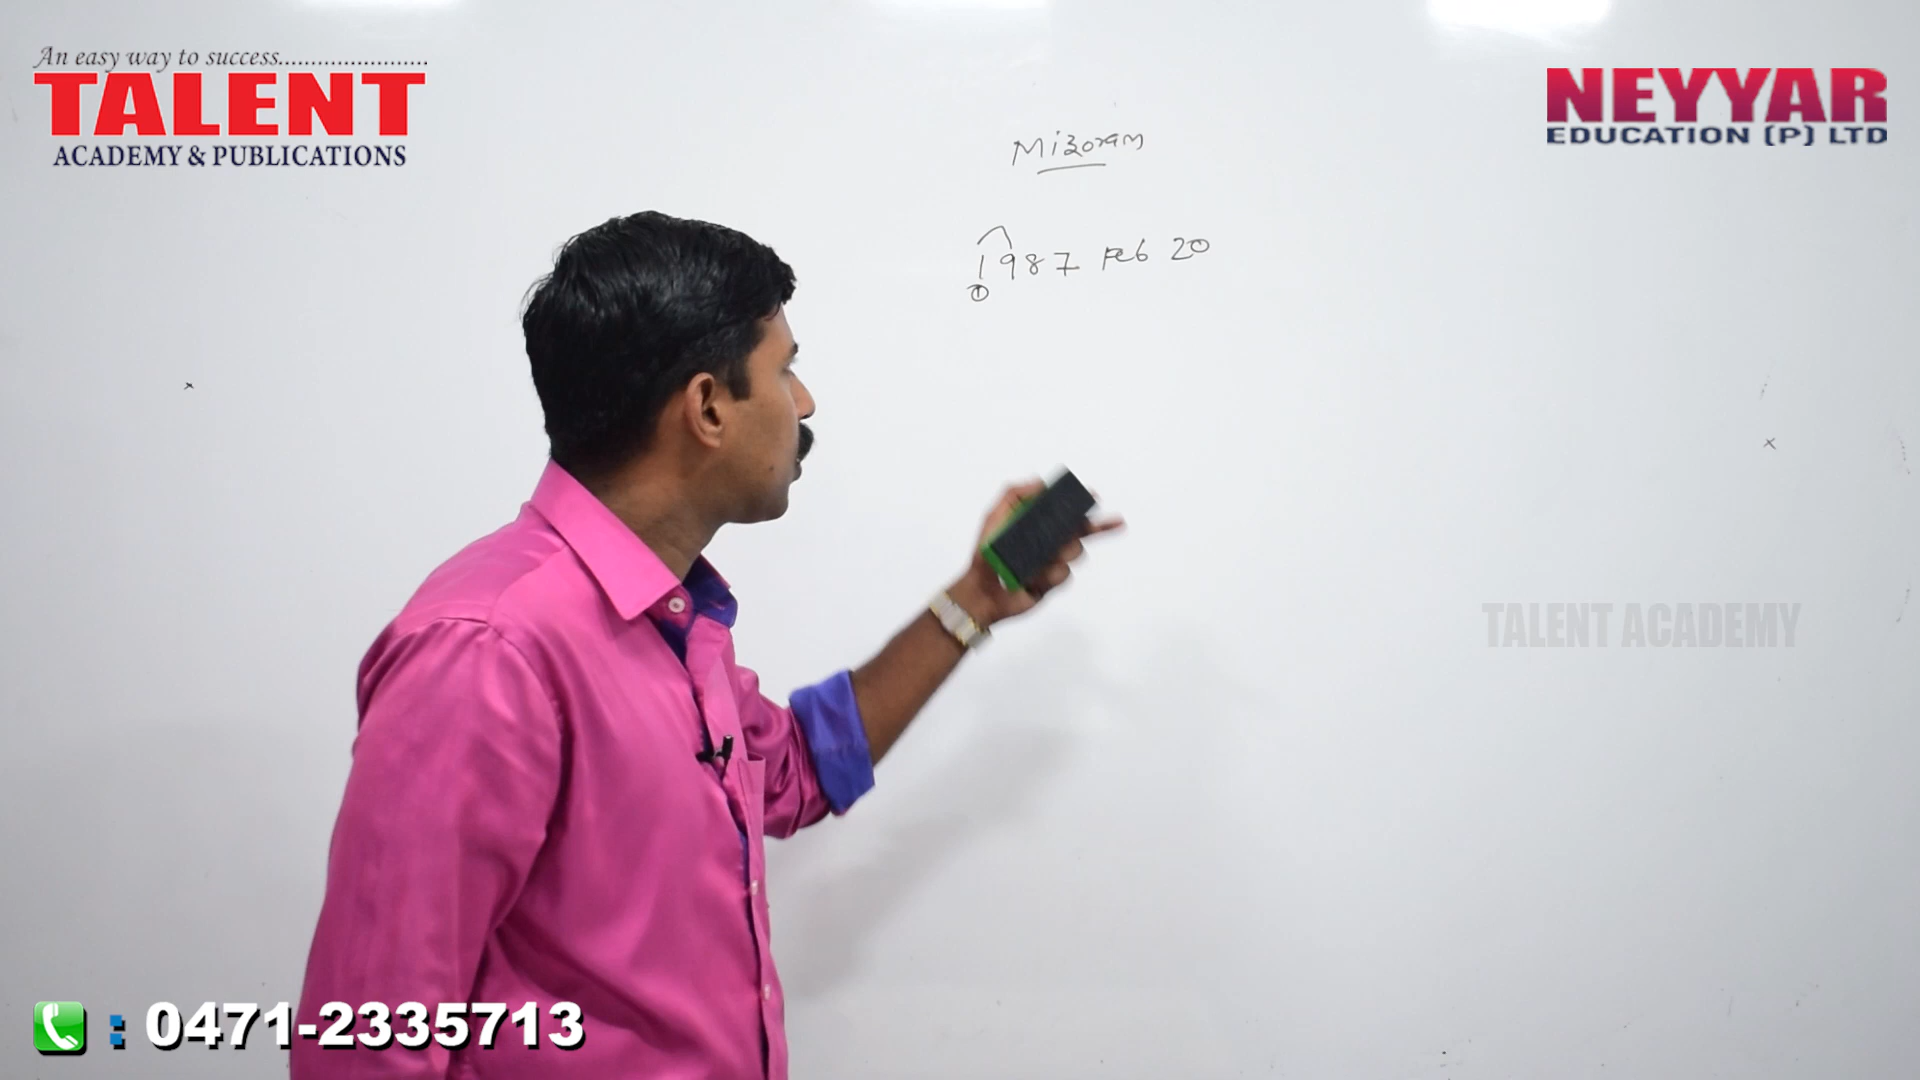 An easy way to success.......................
TALENT
ACADEMY & PUBLICATIONS
NEYYAR
EDUCATION (P) LTD
Mizoram
1987 Feb 20
1
TALENT ACADEMY
: 0471-2335713